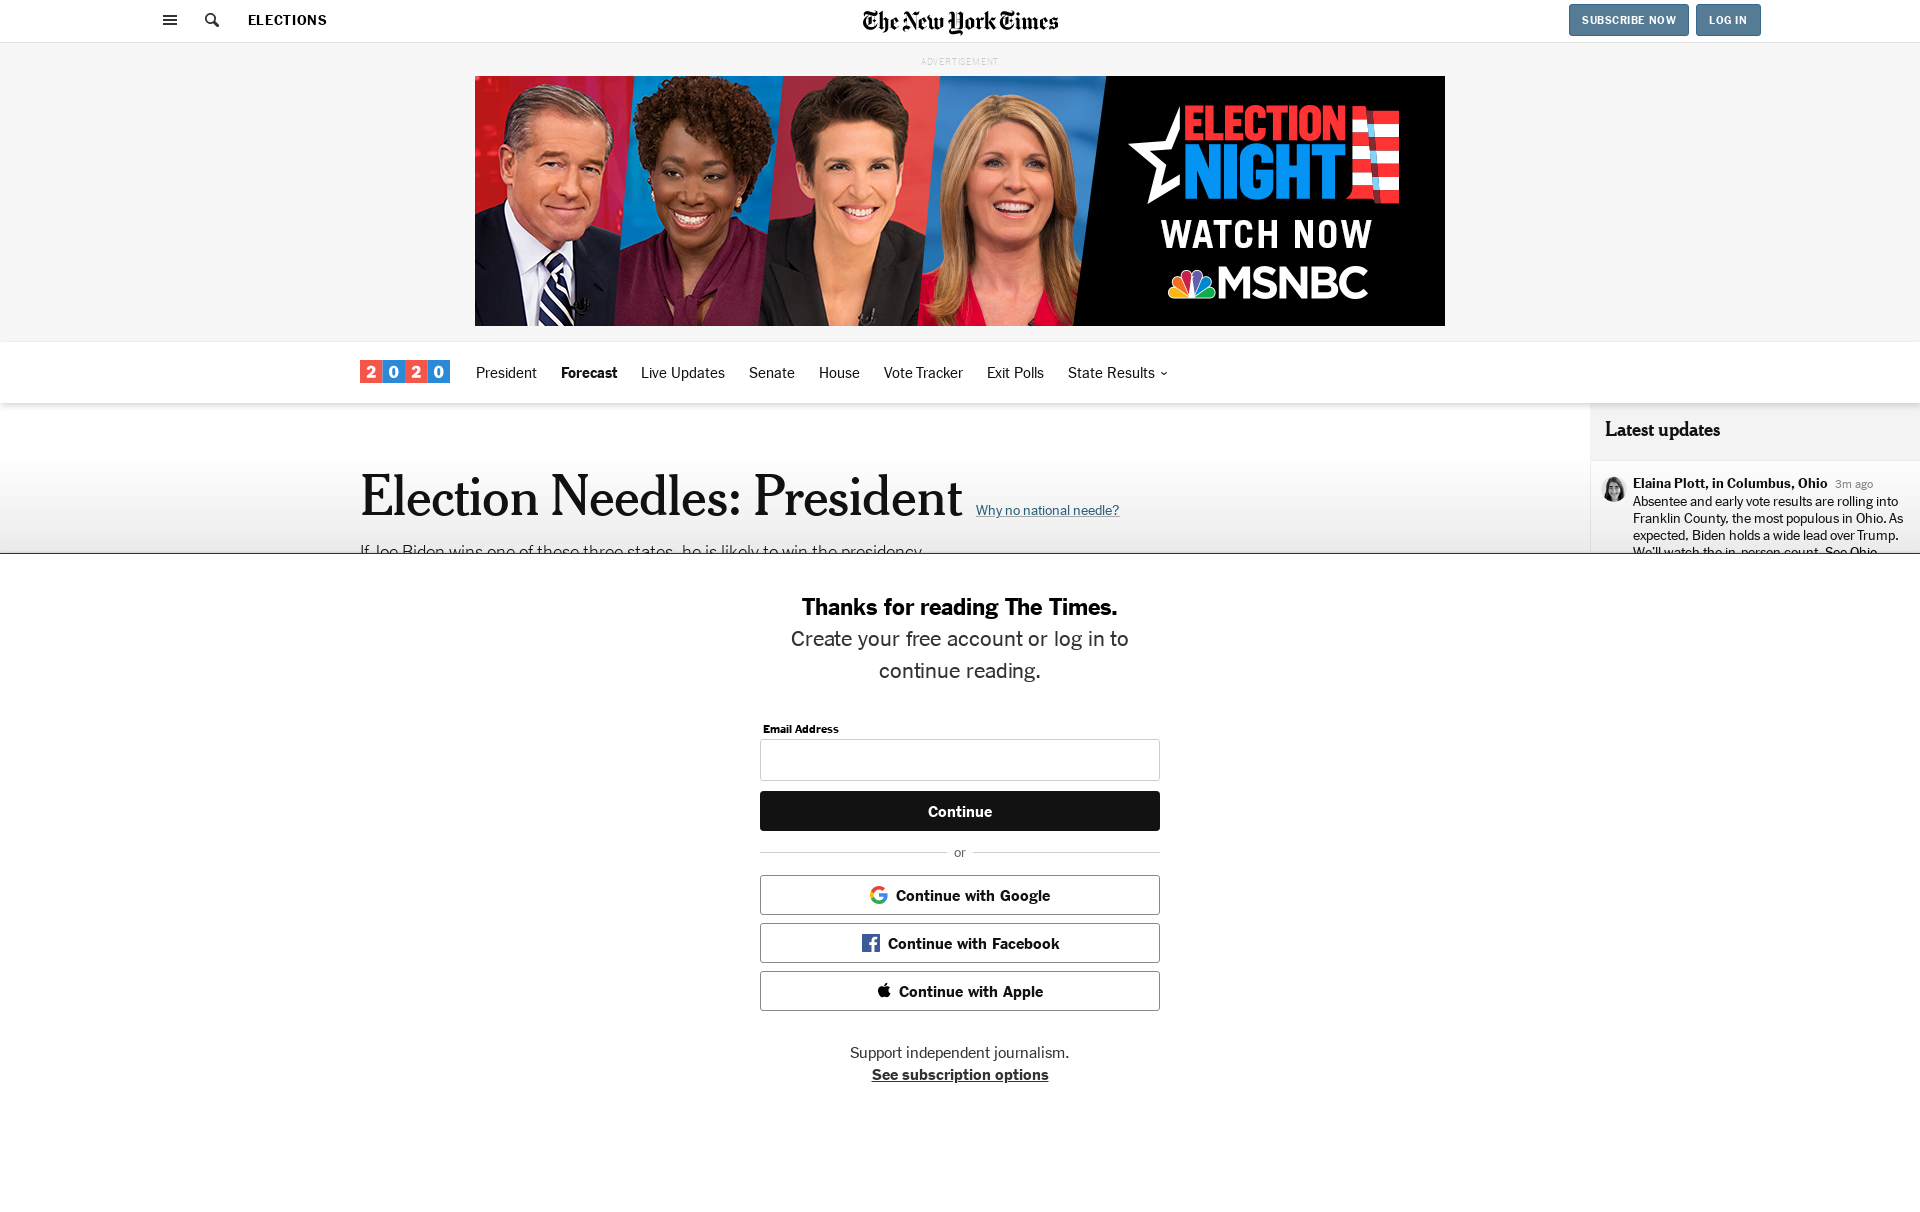 ELECTIONS
The New York Times
SUBSCRIBE NOW
LOG IN
ADVERTISEMENT
ELECTION
NIGHT
WATCH NOW
MSNBC
2020
President
Forecast
Live Updates
Senate
House
Vote Tracker
Exit Polls
State Results
Election Needles: President
Why no national needle?
If Joe Biden wins one of these three states, he is likely to win the presidency.
Latest updates
Elaina Plott, in Columbus, Ohio 3m ago
Absentee and early vote results are rolling into
Franklin County, the most populous in Ohio. As
expected, Biden holds a wide lead over Trump.
We'll watch the in-person count. See Ohio
Thanks for reading The Times.
Create your free account or log in to
continue reading.
Email Address
Continue
or
Continue with Google
Continue with Facebook
Continue with Apple
Support independent journalism.
See subscription options